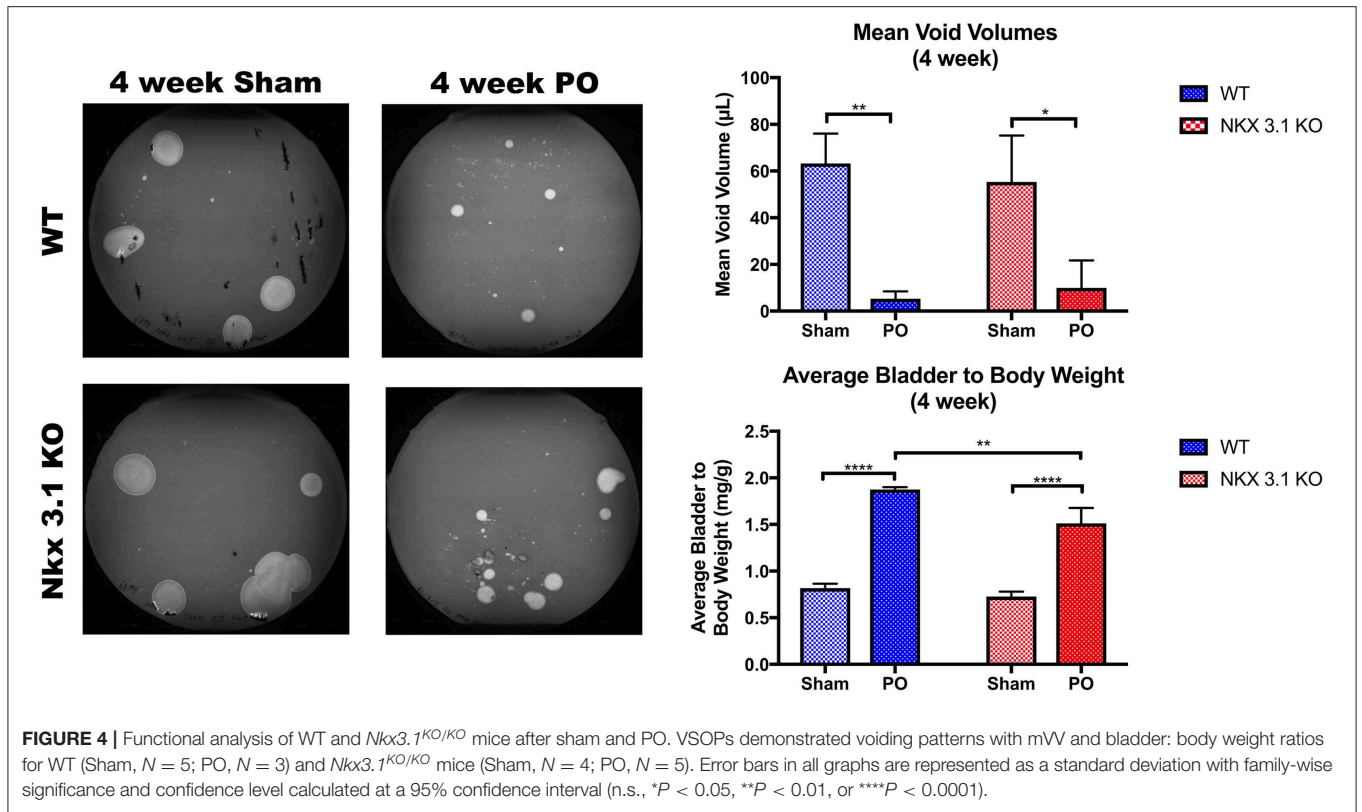 4 week Sham
4 week PO
WT
Nkx 3.1 KO
Mean Void Volumes
(4 week)
Mean Void Volume (µL)
100
80
60
40
20
0
**
*
Sham
PO
Sham
PO
WT
NKX 3.1 KO
Average Bladder to Body Weight
(4 week)
Average Bladder to
Body Weight (mg/g)
2.5
2.0
1.5
1.0
0.5
0.0
****
**
****
Sham
PO
Sham
PO
WT
NKX 3.1 KO
FIGURE 4 | Functional analysis of WT and Nkx3.1KO/KO mice after sham and PO. VSOPs demonstrated voiding patterns with mVV and bladder: body weight ratios
for WT (Sham, N = 5; PO, N = 3) and Nkx3.1KO/KO mice (Sham, N = 4; PO, N = 5). Error bars in all graphs are represented as a standard deviation with family-wise
significance and confidence level calculated at a 95% confidence interval (n.s., *P < 0.05, **P < 0.01, or ****P < 0.0001).